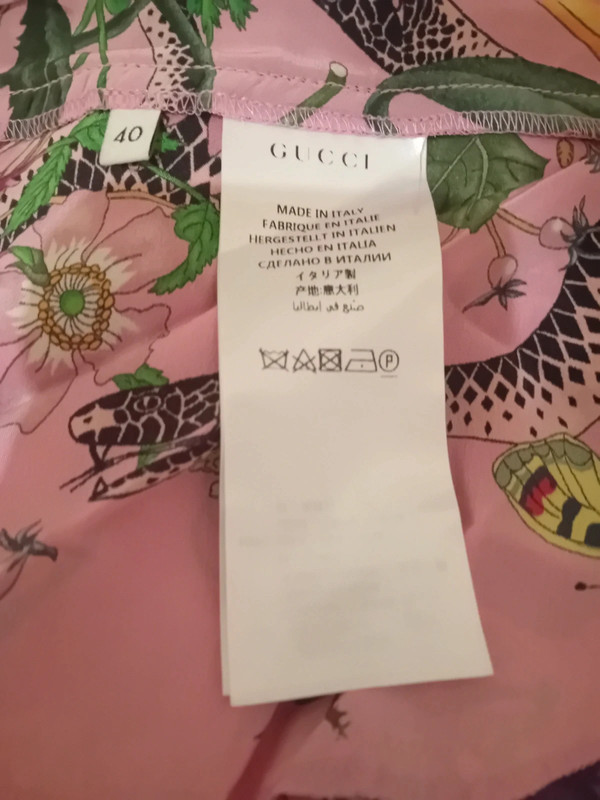 40
GUCCI
MADE IN ITALY
FABRIQUE EN ITALIE
HERGESTELLT IN ITALIEN
HECHO EN ITALIA
СДЕЛАНО В ИТАЛИИ
イタリア製
产地:意大利
صنع في إيطاليا
P